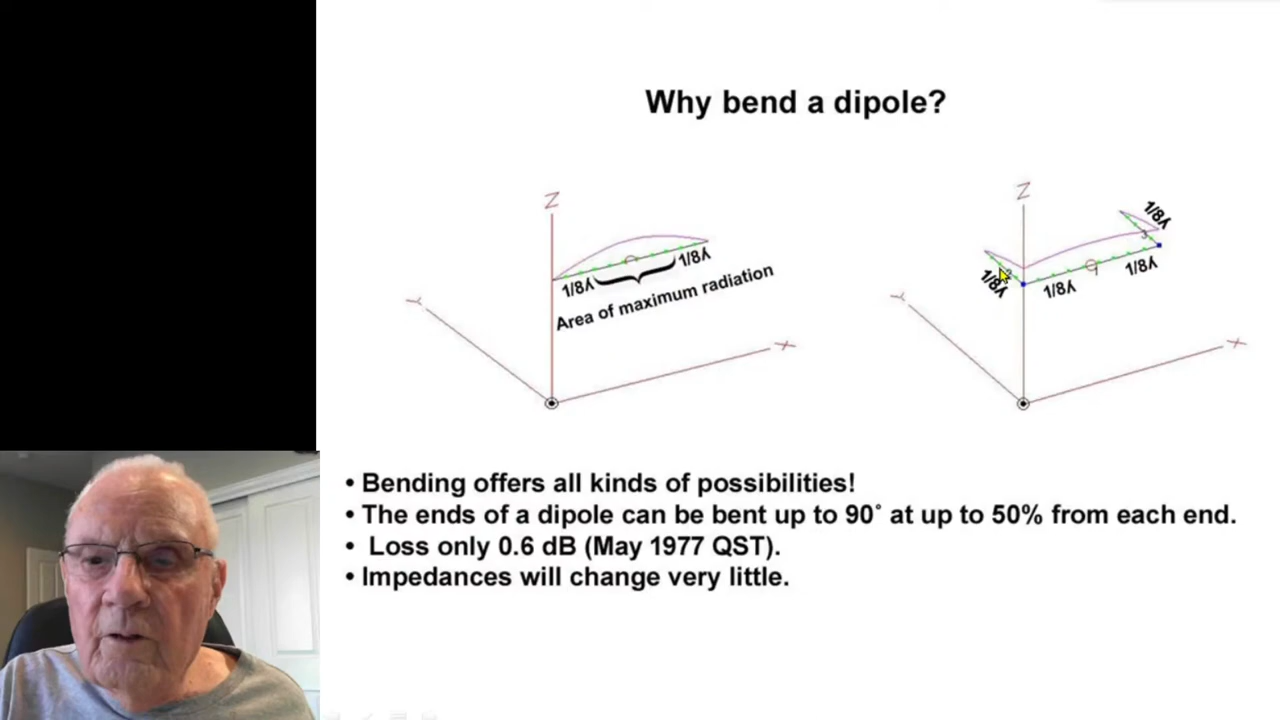 Why bend a dipole?
Z
Y
X
1/8λ
1/8λ
Area of maximum radiation
Z
Y
X
1/8λ
1/8λ
1/8λ
1/8λ
1
3
• Bending offers all kinds of possibilities!
• The ends of a dipole can be bent up to 90° at up to 50% from each end.
• Loss only 0.6 dB (May 1977 QST).
• Impedances will change very little.